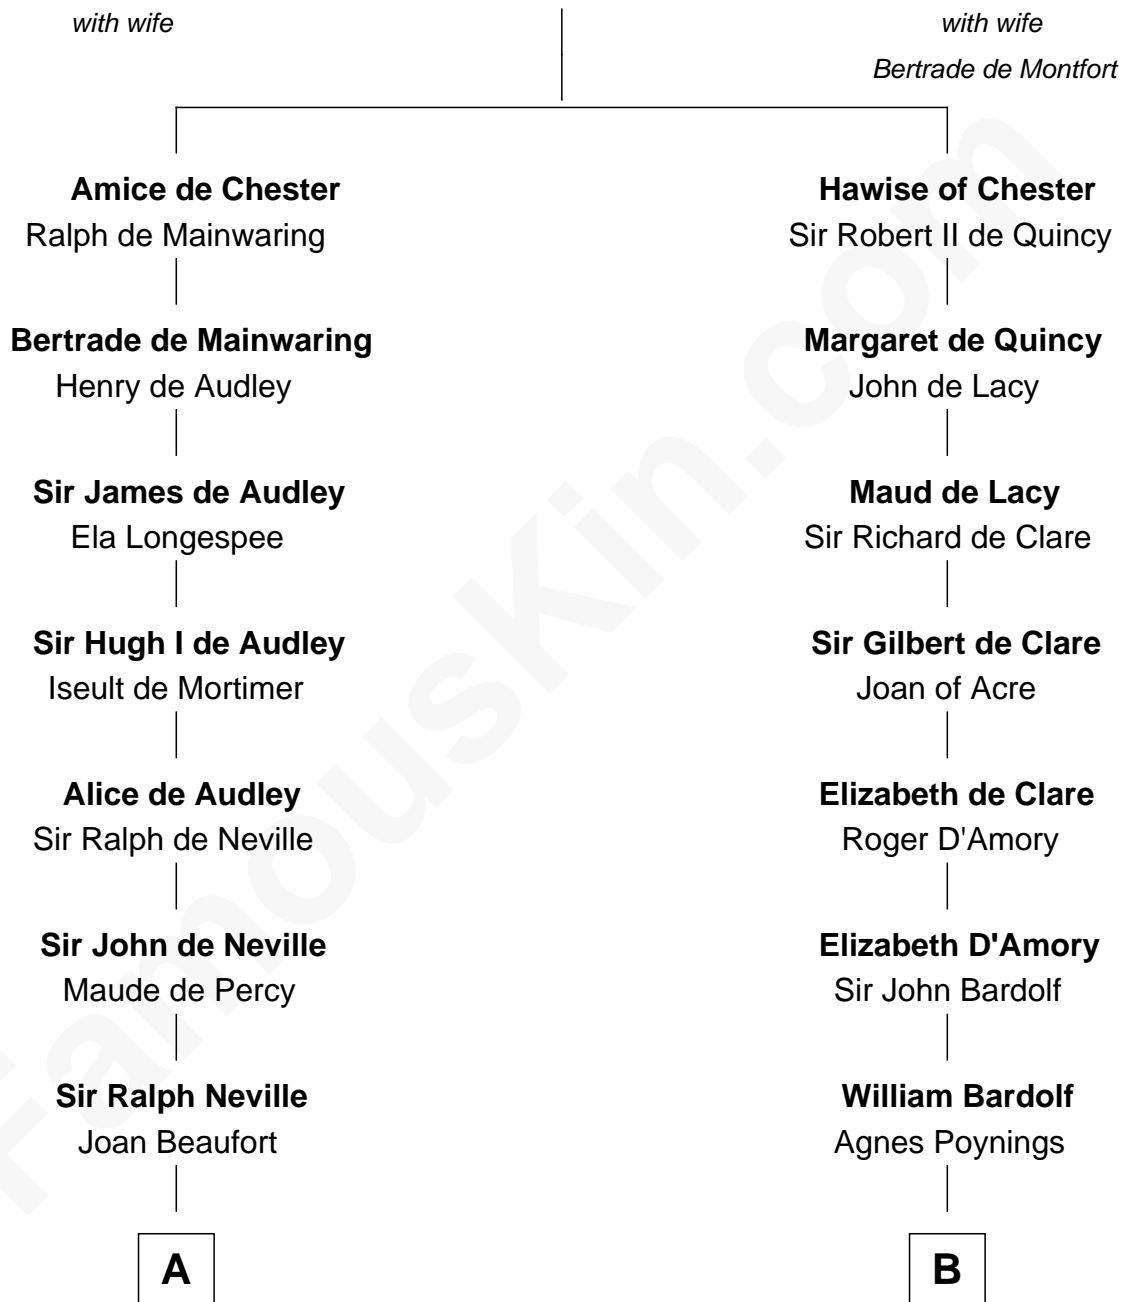 with wife
with wife
Bertrade de Montfort
Amice de Chester
Ralph de Mainwaring
Hawise of Chester
Sir Robert II de Quincy
Bertrade de Mainwaring
Henry de Audley
Margaret de Quincy
John de Lacy
Sir James de Audley
Ela Longespee
Maud de Lacy
Sir Richard de Clare
Sir Hugh I de Audley
Iseult de Mortimer
Sir Gilbert de Clare
Joan of Acre
Alice de Audley
Sir Ralph de Neville
Elizabeth de Clare
Roger D'Amory
Sir John de Neville
Maude de Percy
Elizabeth D'Amory
Sir John Bardolf
Sir Ralph Neville
Joan Beaufort
William Bardolf
Agnes Poynings
A
B
FamousKin.com